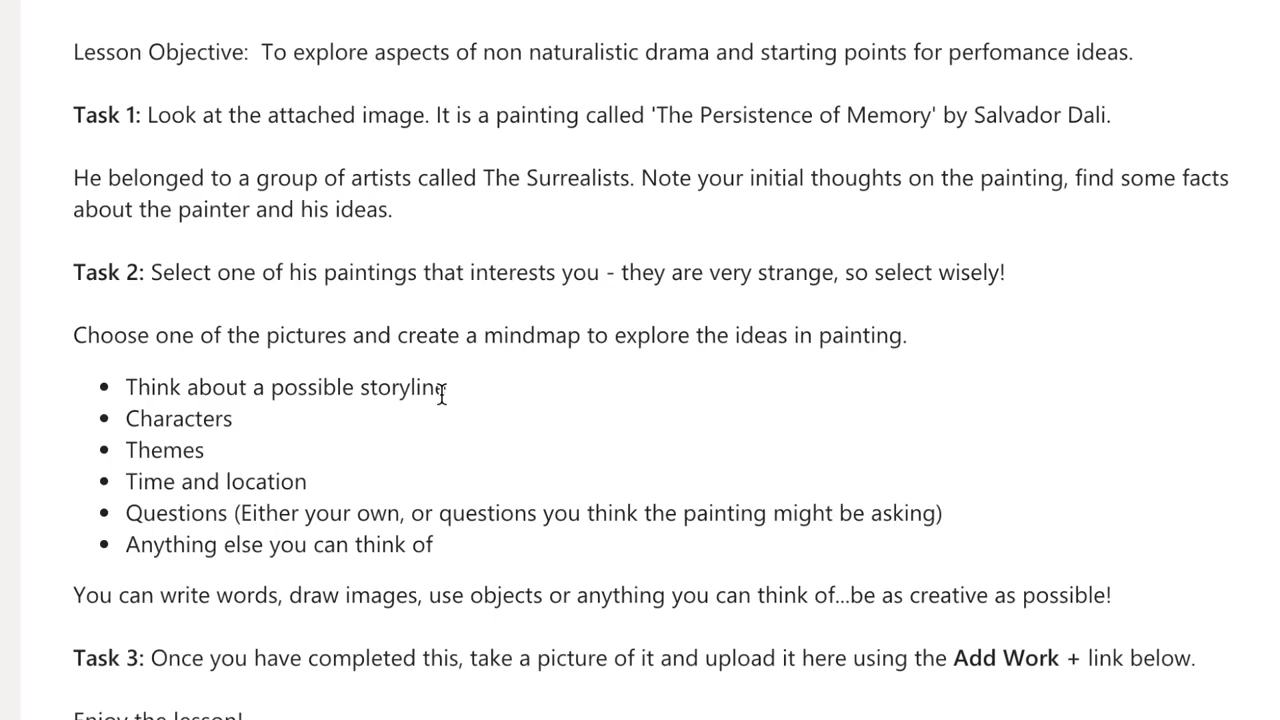 Lesson Objective:  To explore aspects of non naturalistic drama and starting points for perfomance ideas.
Task 1: Look at the attached image. It is a painting called 'The Persistence of Memory' by Salvador Dali.
He belonged to a group of artists called The Surrealists. Note your initial thoughts on the painting, find some facts
about the painter and his ideas.
Task 2: Select one of his paintings that interests you - they are very strange, so select wisely!
Choose one of the pictures and create a mindmap to explore the ideas in painting.
• Think about a possible storyline
• Characters
• Themes
• Time and location
• Questions (Either your own, or questions you think the painting might be asking)
• Anything else you can think of
You can write words, draw images, use objects or anything you can think of...be as creative as possible!
Task 3: Once you have completed this, take a picture of it and upload it here using the Add Work + link below.
Enjoy the lesson!